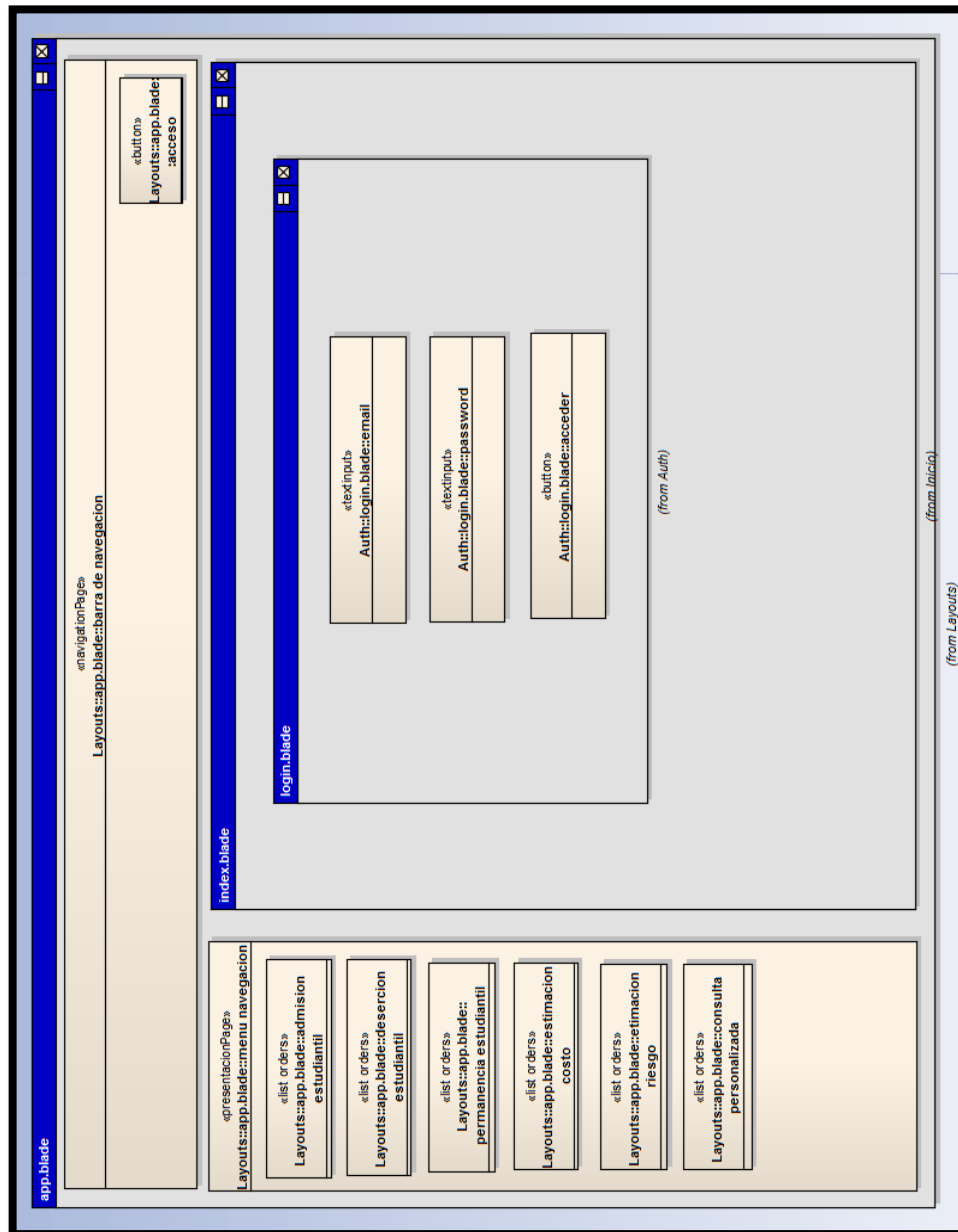 app.blade
«navigationPage»
Layouts::app.blade::barra de navegacion
«button»
Layouts::app.blade:
:acceso
«presentacionPage»
Layouts::app.blade::menu navegacion
«list orders»
Layouts::app.blade::admision
estudiantil
«list orders»
Layouts::app.blade::desercion
estudiantil
«list orders»
Layouts::app.blade::
permanencia estudiantil
«list orders»
Layouts::app.blade::estimacion
costo
«list orders»
Layouts::app.blade::etimacion
riesgo
«list orders»
Layouts::app.blade::consulta
personalizada
index.blade
login.blade
«textinput»
Auth::login.blade::email
«textinput»
Auth::login.blade::password
«button»
Auth::login.blade::acceder
(from Auth)
(from Inicio)
(from Layouts)